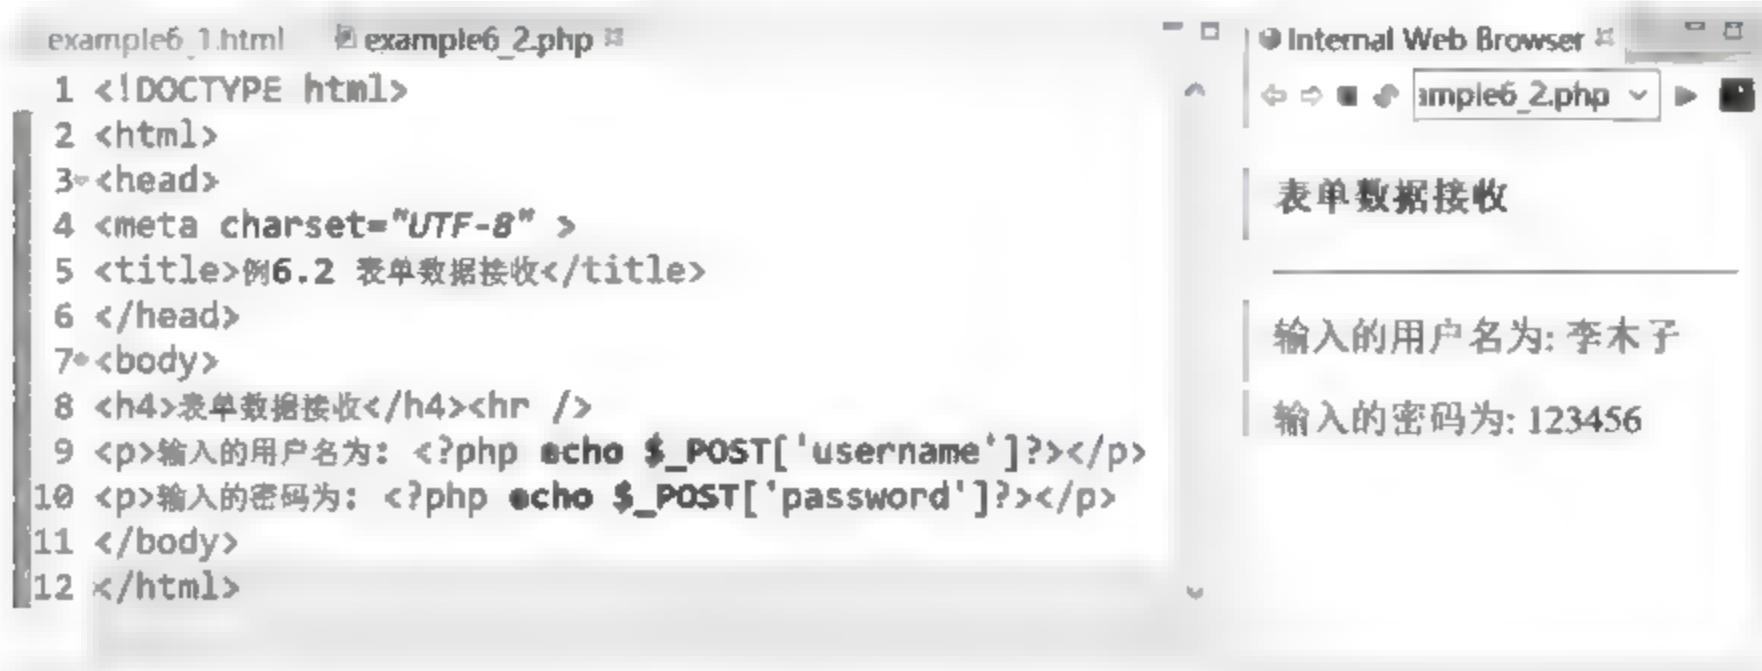 example6_1.html example6_2.php
1 <!DOCTYPE html>
2 <html>
3 <head>
4 <meta charset="UTF-8" >
5 <title>例6.2 表单数据接收</title>
6 </head>
7 <body>
8 <h4>表单数据接收</h4><hr />
9 <p>输入的用户名为: <?php echo $_POST['username']?></p>
10 <p>输入的密码为: <?php echo $_POST['password']?></p>
11 </body>
12 </html>
Internal Web Browser
ample6_2.php
表单数据接收
输入的用户名为: 李木子
输入的密码为: 123456